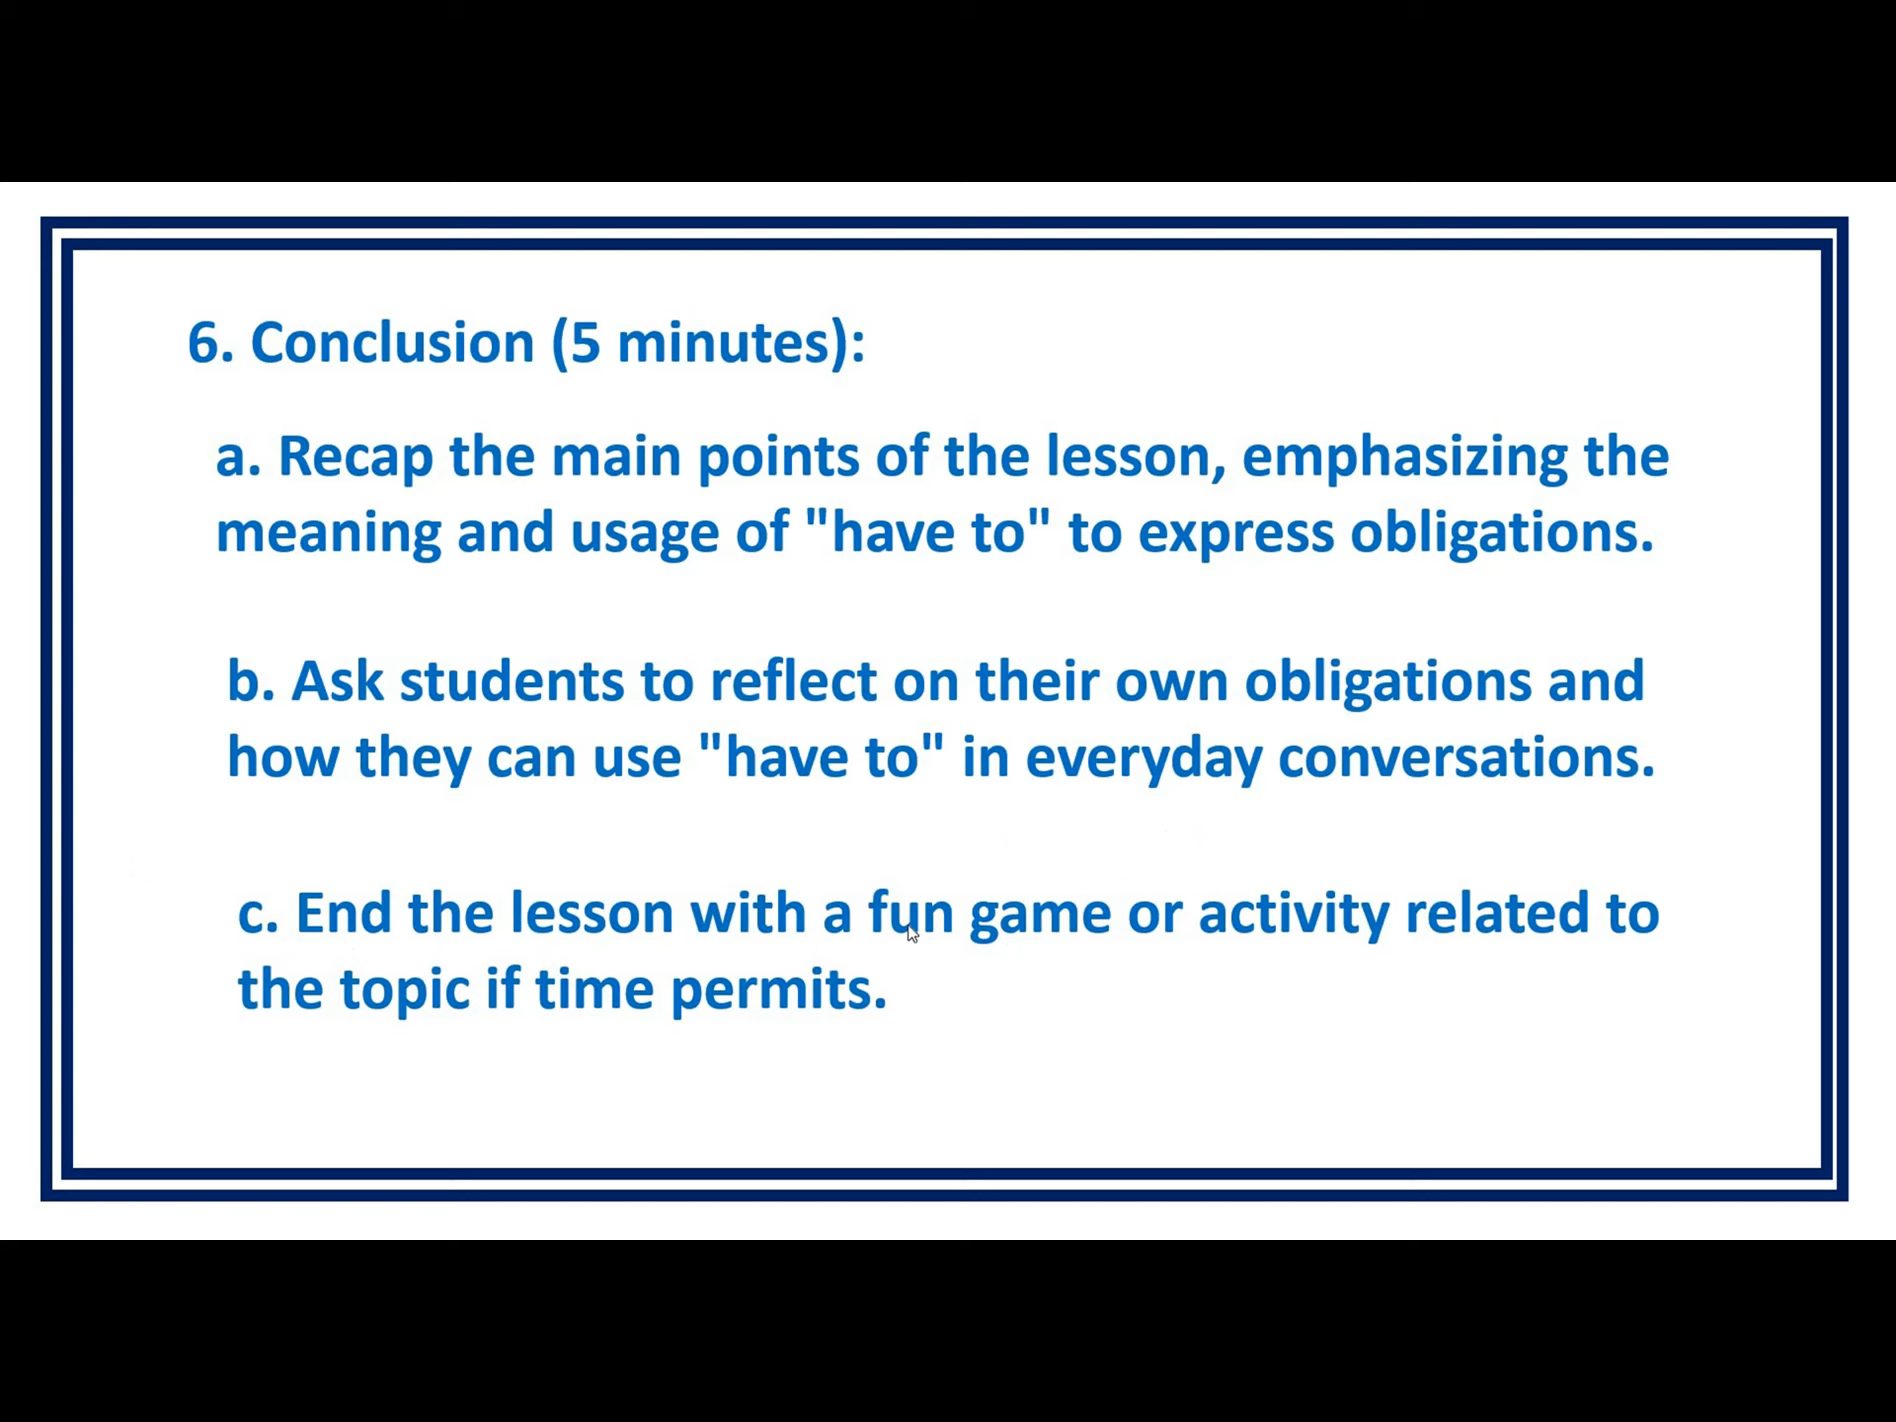 6. Conclusion (5 minutes):
a. Recap the main points of the lesson, emphasizing the
meaning and usage of "have to" to express obligations.
b. Ask students to reflect on their own obligations and
how they can use "have to" in everyday conversations.
c. End the lesson with a fun game or activity related to
the topic if time permits.